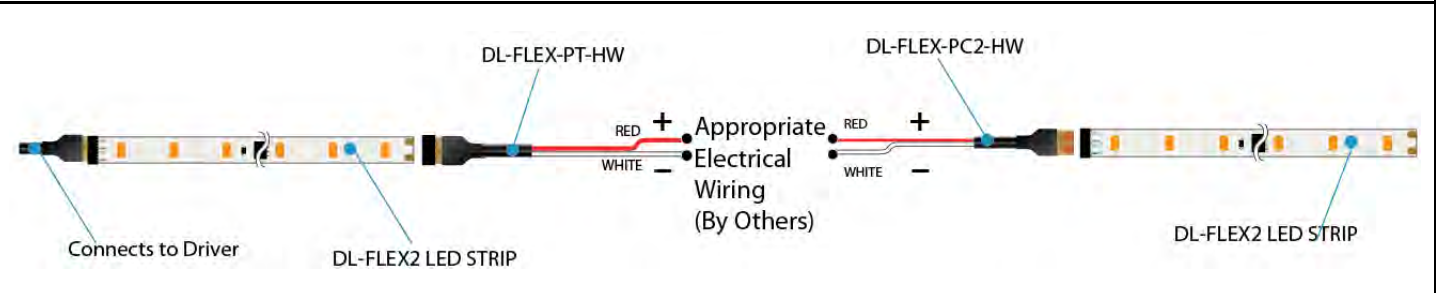 DL-FLEX-PT-HW
DL-FLEX-PC2-HW
RED
+
Appropriate
RED
+
WHITE
−
Electrical
WHITE
−
Wiring
(By Others)
Connects to Driver
DL-FLEX2 LED STRIP
DL-FLEX2 LED STRIP